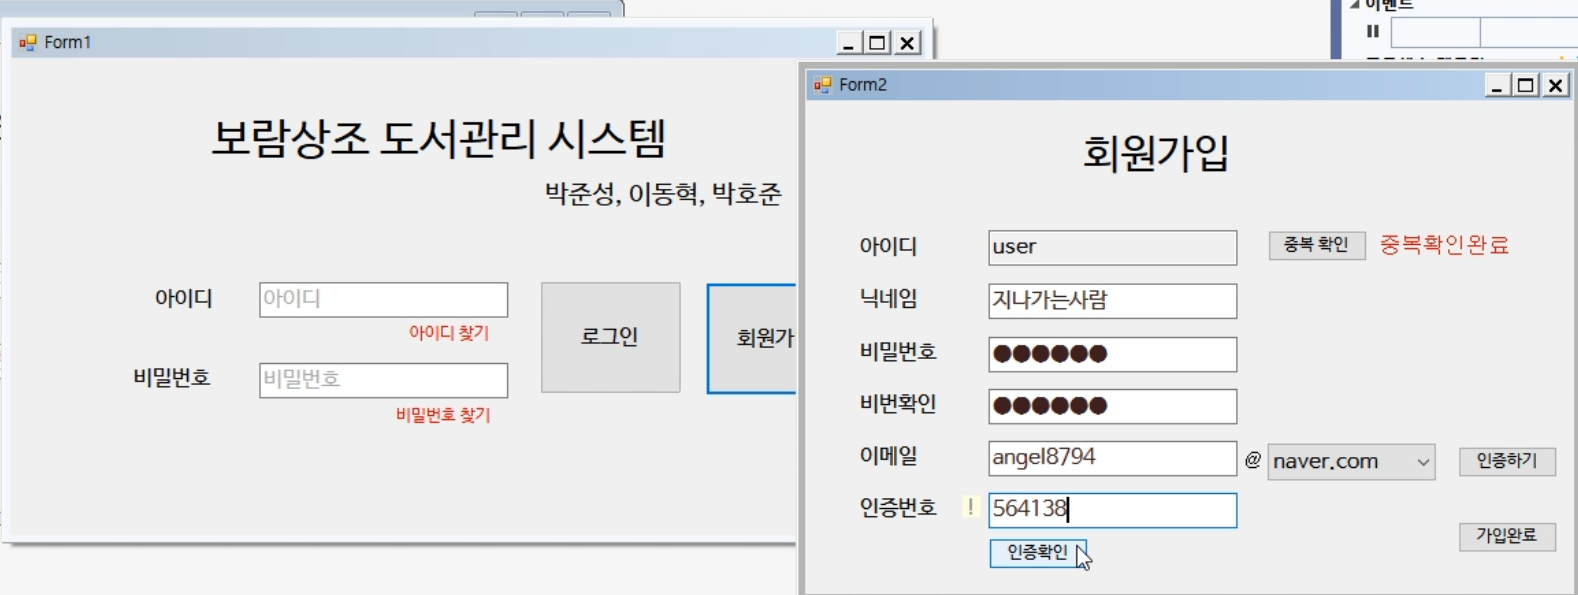 이벤트
Form1
보람상조 도서관리 시스템
박준성, 이동혁, 박호준
아이디 아이디
아이디 찾기
비밀번호 비밀번호
비밀번호 찾기
로그인
회원가
Form2
회원가입
아이디 user 중복 확인 중복확인완료
닉네임 지나가는사람
비밀번호 ●●●●●●
비번확인 ●●●●●●
이메일 angel8794 @ naver.com 인증하기
인증번호 ! 564138
인증확인
가입완료